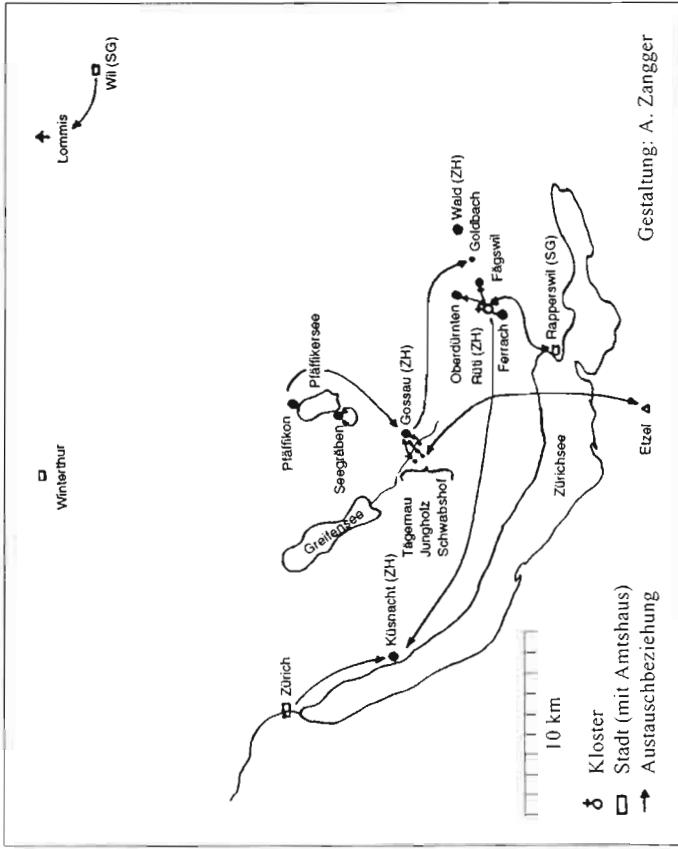 Lommis
Wil (SG)
Winterthur
Pfäffikon
Pfäffikersee
Seegräben
Greifensee
Gossau (ZH)
Tägernau
Jungholz
Schwabshof
Wald (ZH)
Goldbach
Fägswil
Oberdürnten
Rüti (ZH)
Ferrach
Rapperswil (SG)
Zürich
Küsnacht (ZH)
Zürichsee
Etzel
10 km
Kloster
Stadt (mit Amtshaus)
Austauschbeziehung
Gestaltung: A. Zangger